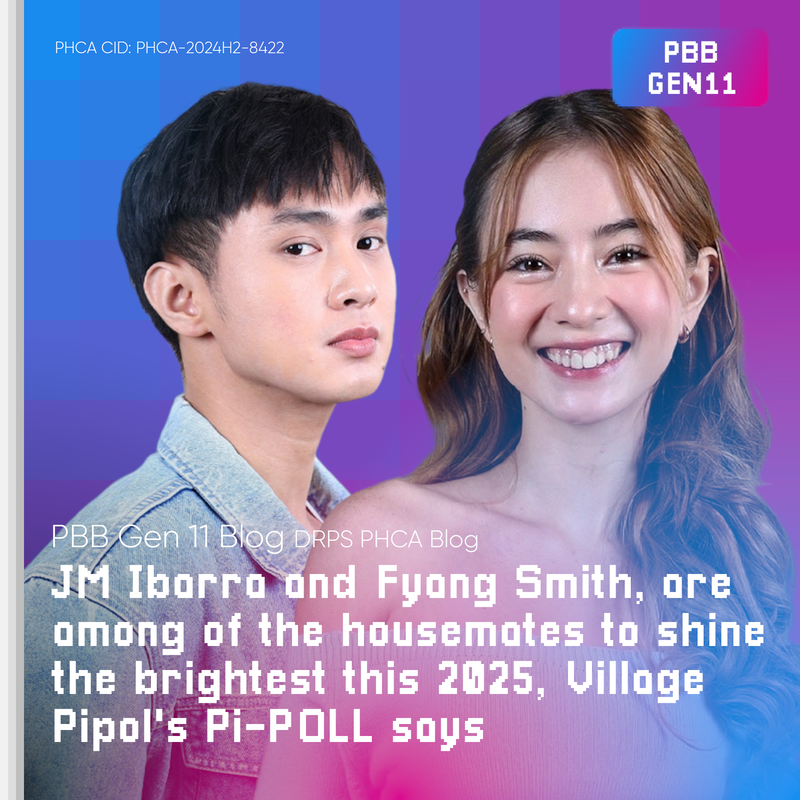 PHCA CID: PHCA-2024H2-8422
PBB
GEN11
PBB Gen 11 Blog DRPS PHCA Blog
JM Ibarra and Fyang Smith, are
among of the housemates to shine
the brightest this 2025, Village
Pipol's Pi-POLL says